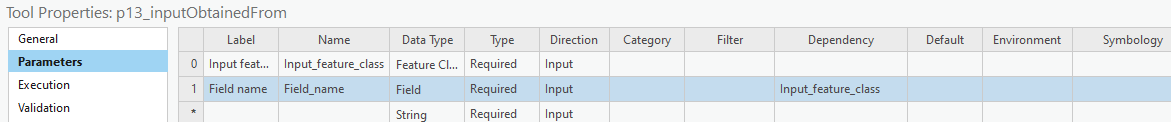 Tool Properties: p13_inputObtainedFrom
General
Parameters
Execution
Validation
Label Name Data Type Type Direction Category Filter Dependency Default Environment Symbology
0 Input feat... Input_feature_class Feature Cl... Required Input
1 Field name Field_name Field Required Input Input_feature_class
* String Required Input